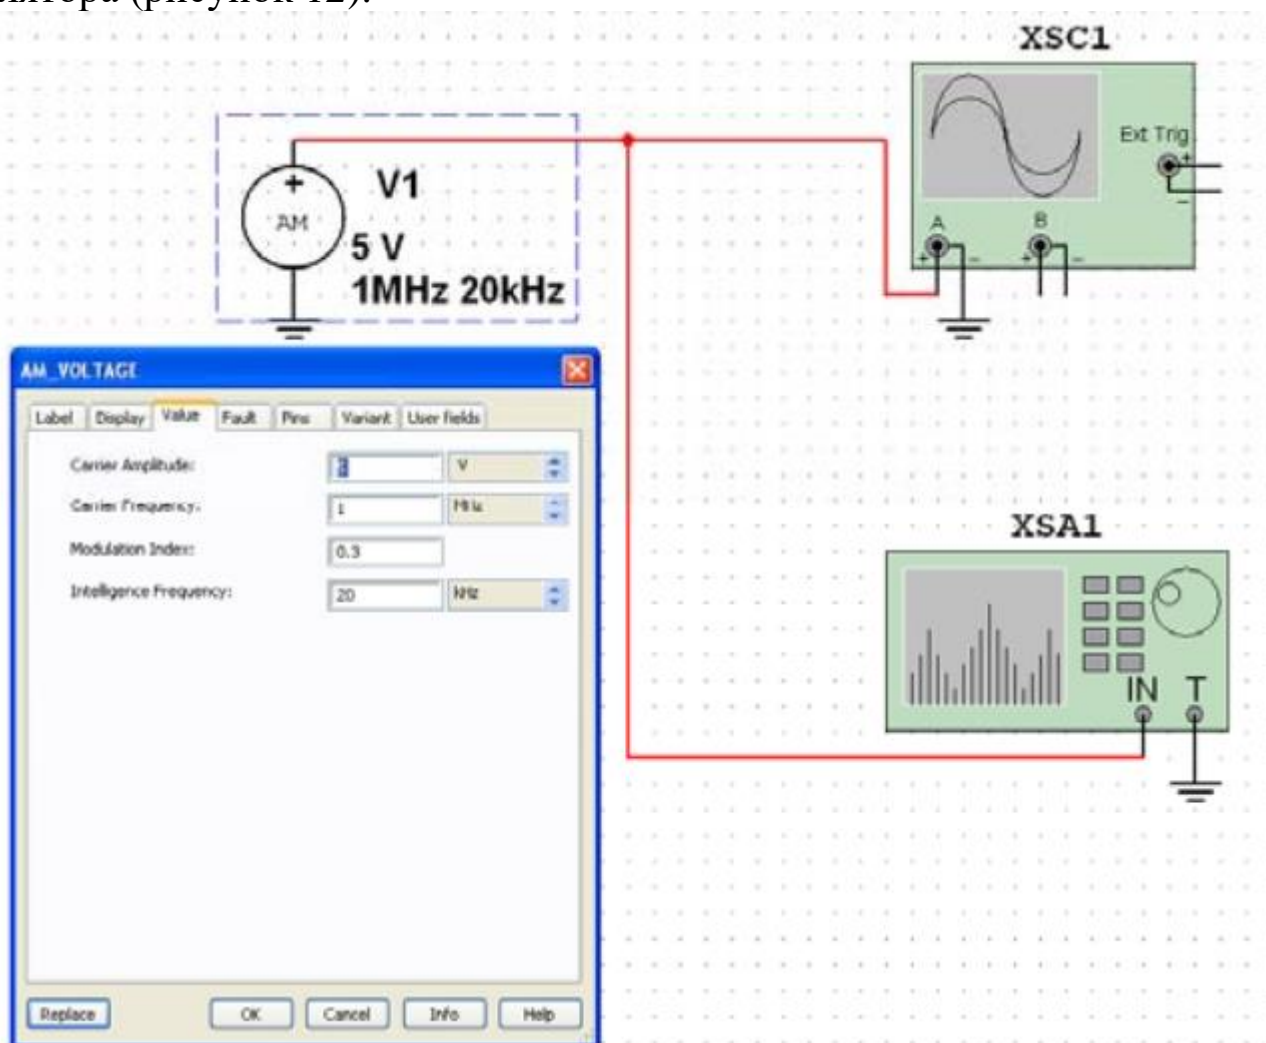 (рисунок 12).
XSC1
Ext Trig
+
–
V1
+
AM
5 V
1MHz 20kHz
A
B
+
–
+
–
AM_VOLTAGE
Label Display Value Fault Pins Variant User fields
Carrier Amplitude: V
Carrier Frequency: 1 MHz
Modulation Index: 0.3
Intelligence Frequency: 20 kHz
Replace OK Cancel Info Help
XSA1
IN T